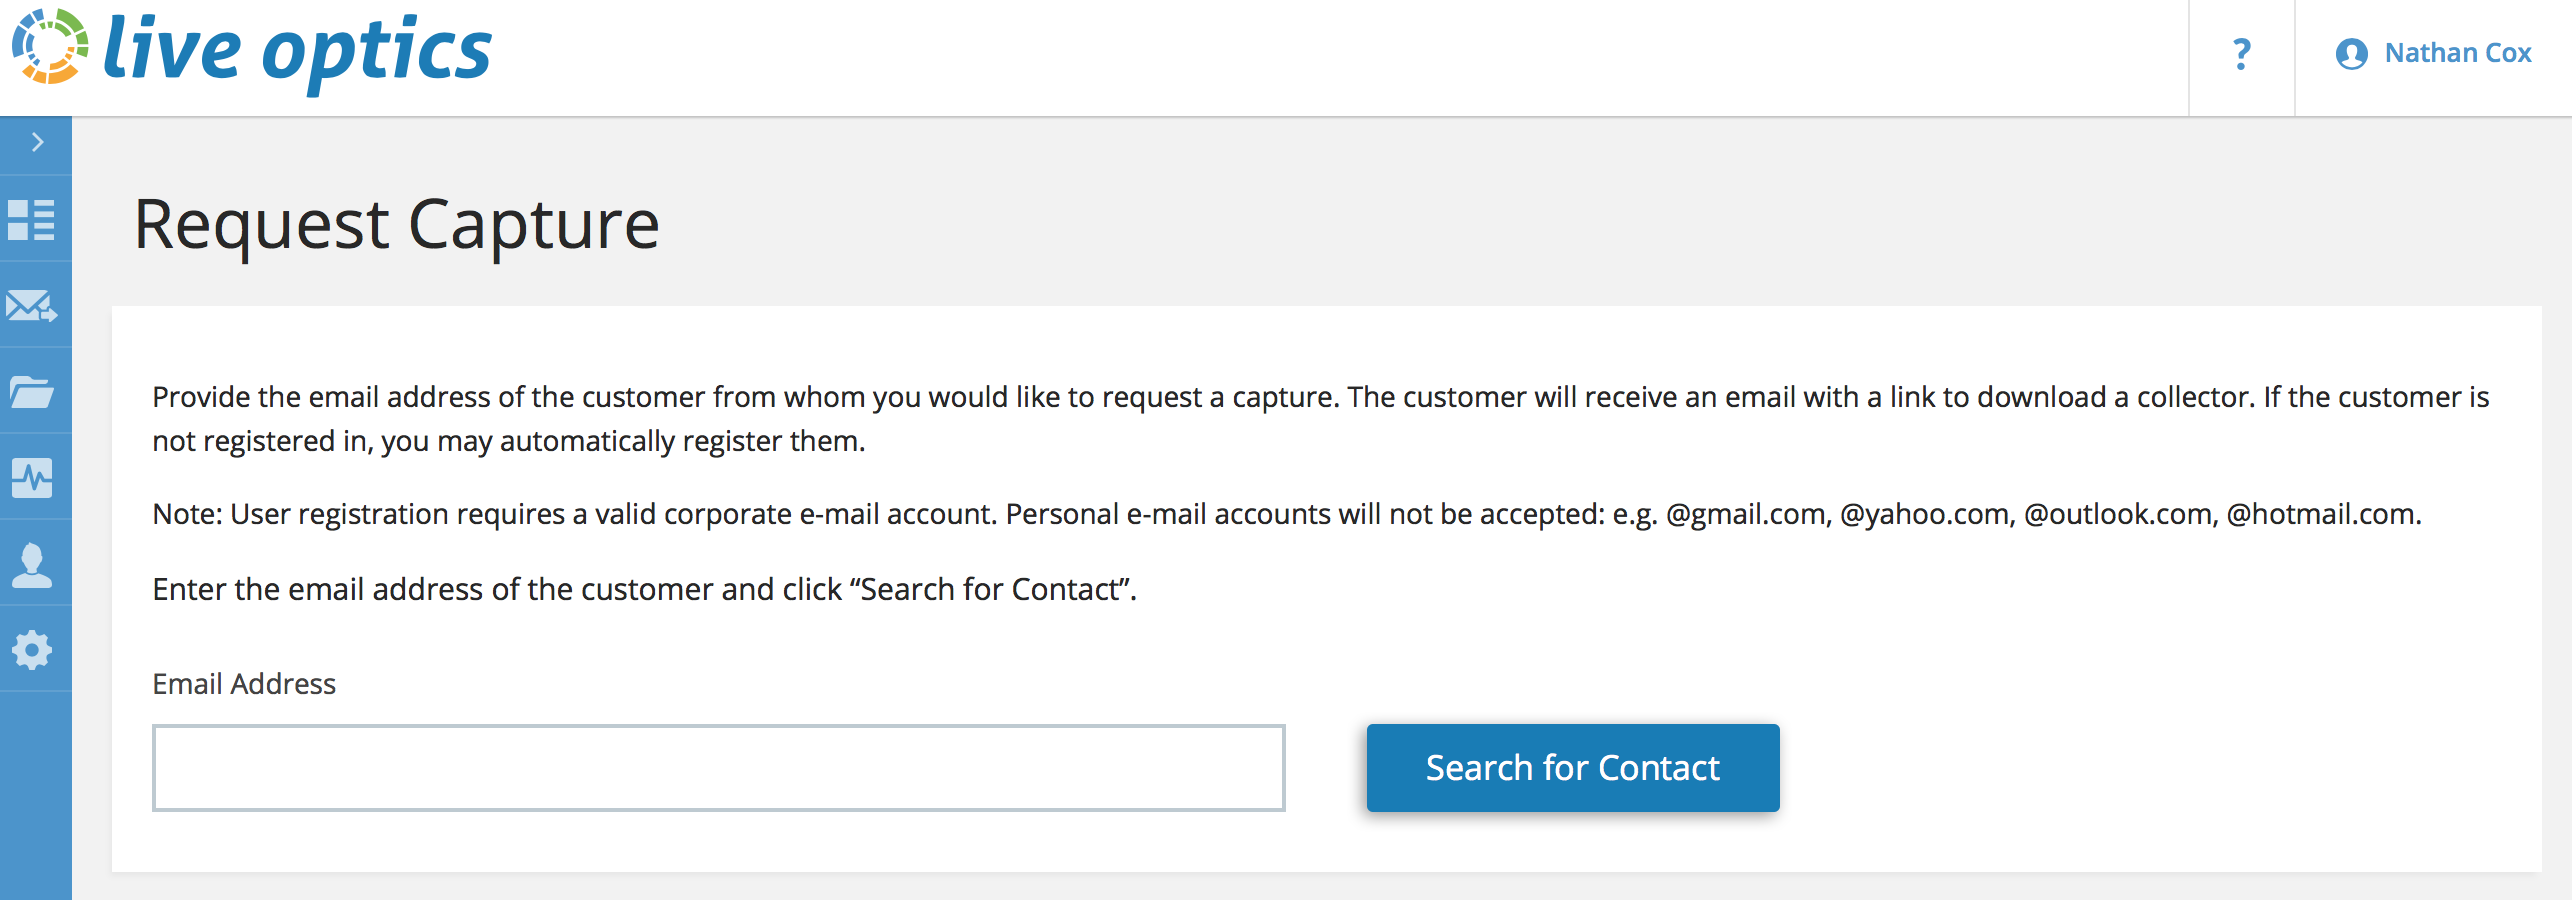 live optics
?
Nathan Cox
Request Capture
Provide the email address of the customer from whom you would like to request a capture. The customer will receive an email with a link to download a collector. If the customer is
not registered in, you may automatically register them.
Note: User registration requires a valid corporate e-mail account. Personal e-mail accounts will not be accepted: e.g. @gmail.com, @yahoo.com, @outlook.com, @hotmail.com.
Enter the email address of the customer and click “Search for Contact”.
Email Address
Search for Contact